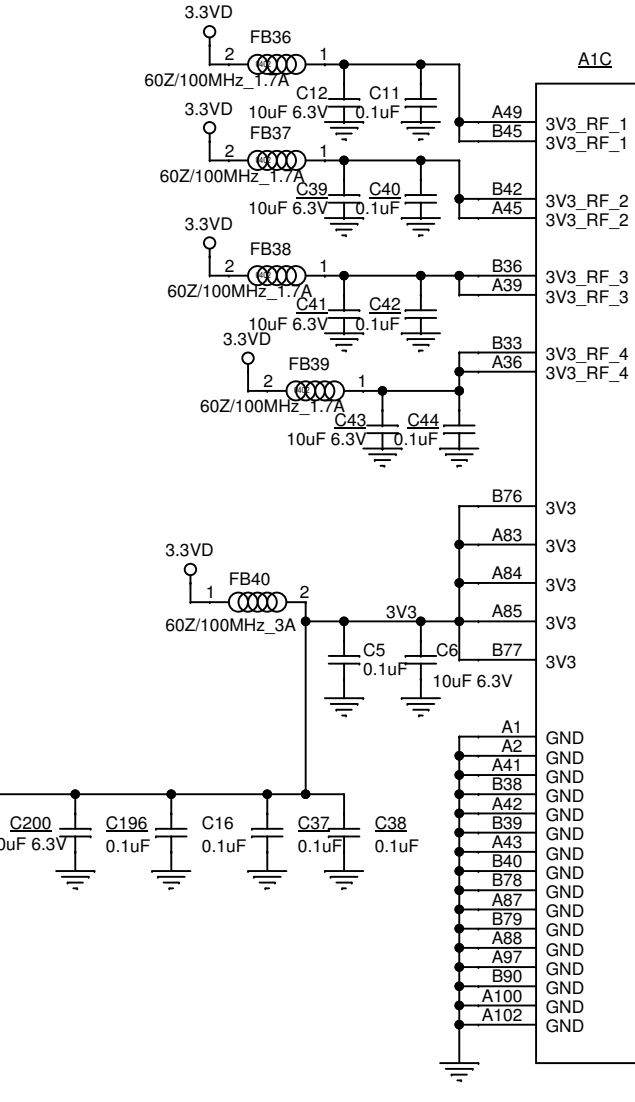 3.3VD
FB36
2 1
60Z/100MHz_1.7A
C12 C11
10uF 6.3V 0.1uF
3.3VD
FB37
2 1
60Z/100MHz_1.7A
C39 C40
10uF 6.3V 0.1uF
3.3VD
FB38
2 1
60Z/100MHz_1.7A
C41 C42
10uF 6.3V 0.1uF
3.3VD
FB39
2 1
60Z/100MHz_1.7A
C43 C44
10uF 6.3V 0.1uF
3.3VD
FB40
1 2
60Z/100MHz_3A
3V3
C5 C6
0.1uF
10uF 6.3V
C200 C196 C16 C37 C38
0uF 6.3V 0.1uF 0.1uF 0.1uF 0.1uF
A1C
A49 3V3_RF_1
B45 3V3_RF_1
B42 3V3_RF_2
A45 3V3_RF_2
B36 3V3_RF_3
A39 3V3_RF_3
B33 3V3_RF_4
A36 3V3_RF_4
B76 3V3
A83 3V3
A84 3V3
A85 3V3
B77 3V3
A1 GND
A2 GND
A41 GND
B38 GND
A42 GND
B39 GND
A43 GND
B40 GND
B78 GND
A87 GND
B79 GND
A88 GND
A97 GND
B90 GND
A100 GND
A102 GND